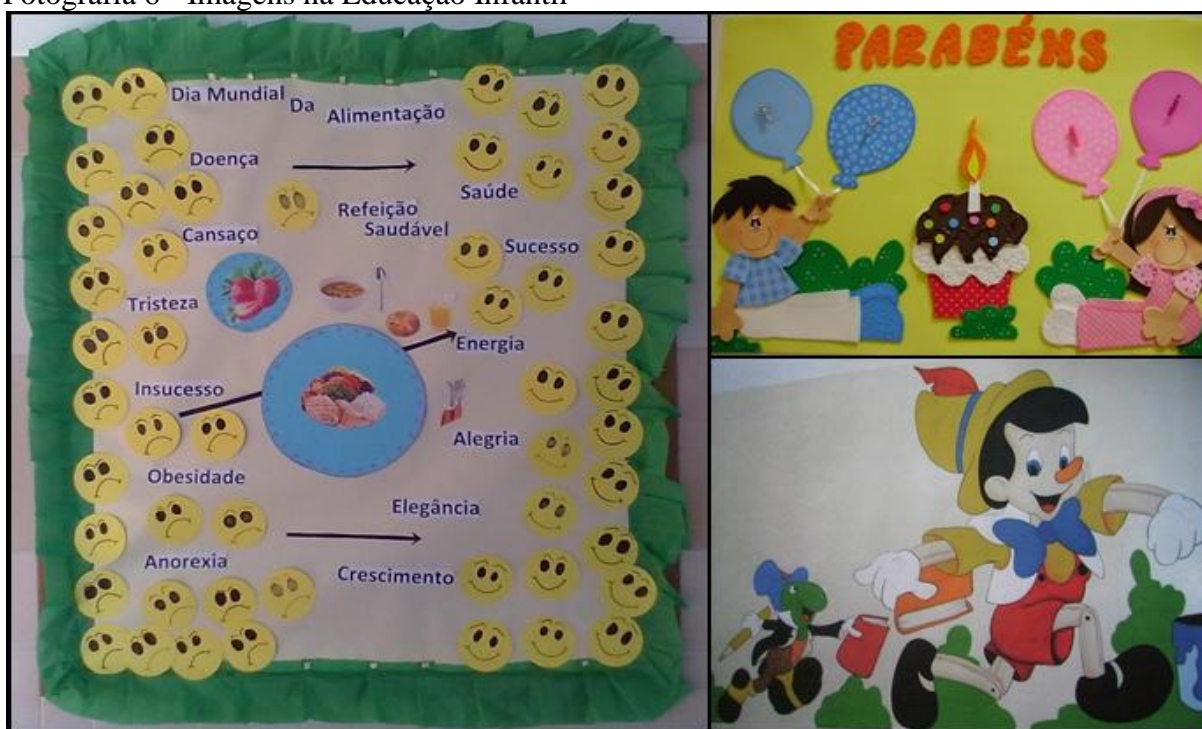 Fotografia 6 - Imagens na Educação Infantil
Dia Mundial Da Alimentação
Doença
Saúde
Refeição
Saudável
Cansaço
Sucesso
Tristeza
Energia
Insucesso
Alegria
Obesidade
Elegância
Anorexia
Crescimento
PARABÉNS